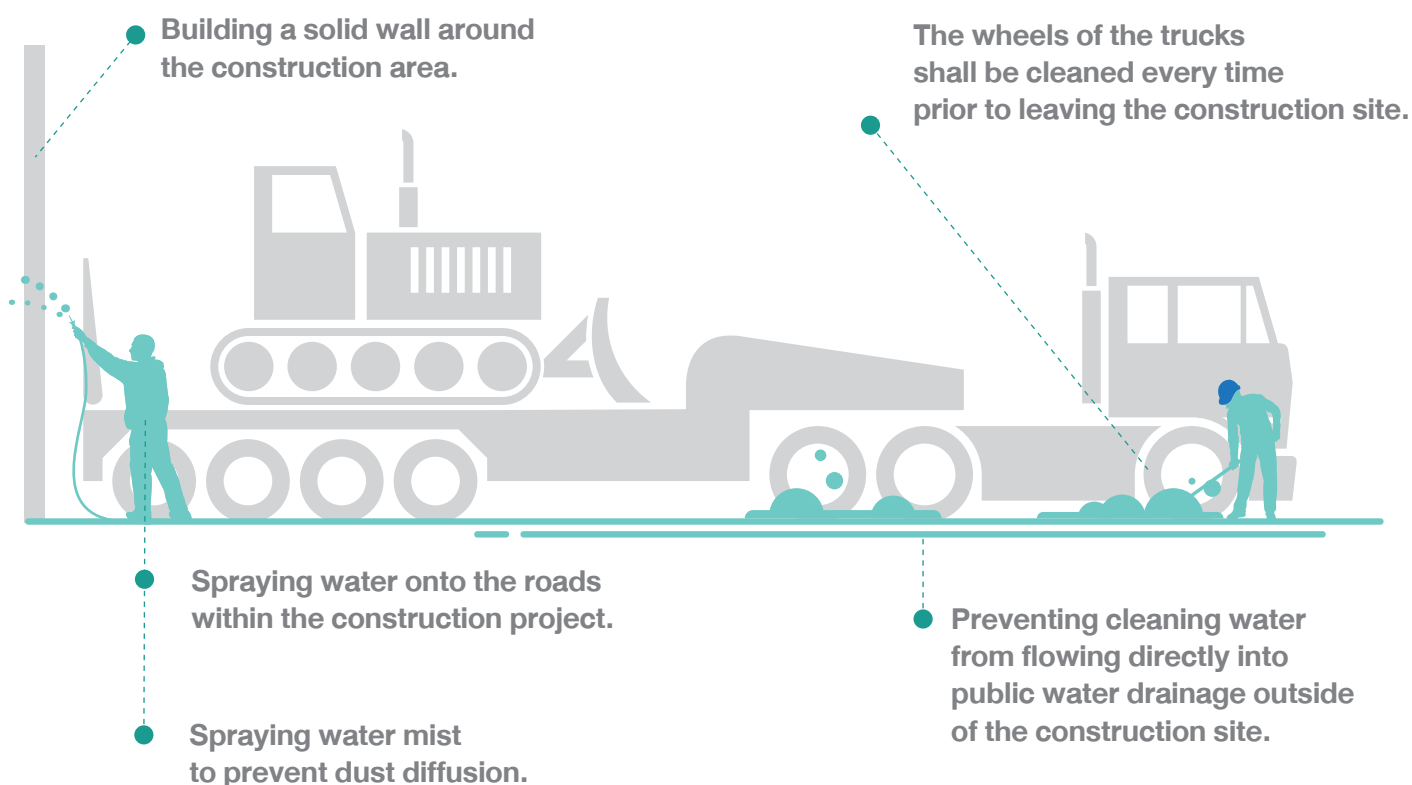 Building a solid wall around
the construction area.
The wheels of the trucks
shall be cleaned every time
prior to leaving the construction site.
Spraying water onto the roads
within the construction project.
Preventing cleaning water
from flowing directly into
public water drainage outside
of the construction site.
Spraying water mist
to prevent dust diffusion.